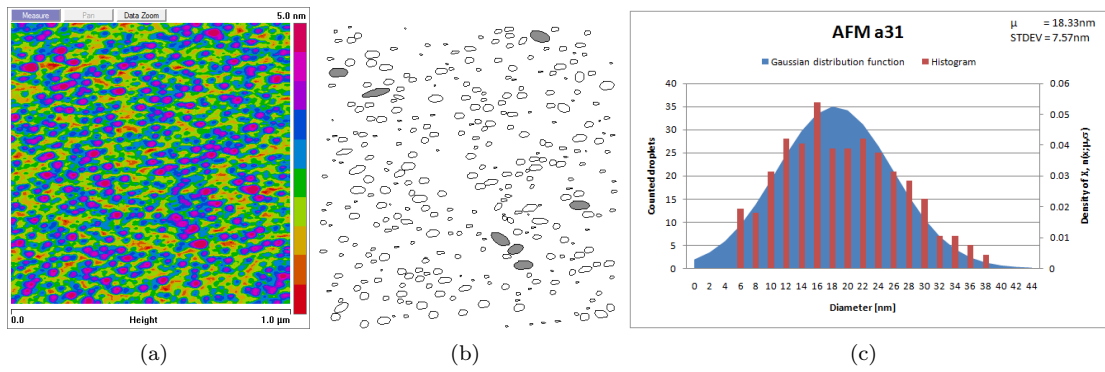 Measure Pan Data Zoom 5.0 nm
0.0 Height 1.0 µm
(a)
(b)
AFM a31
µ = 18.33nm
STDEV = 7.57nm
Gaussian distribution function Histogram
Counted droplets
40
35
30
25
20
15
10
5
0
0.06
0.05
0.04
0.03
0.02
0.01
0
Density of X, n(x;µ,σ)
0 2 4 6 8 10 12 14 16 18 20 22 24 26 28 30 32 34 36 38 40 42 44
Diameter [nm]
(c)